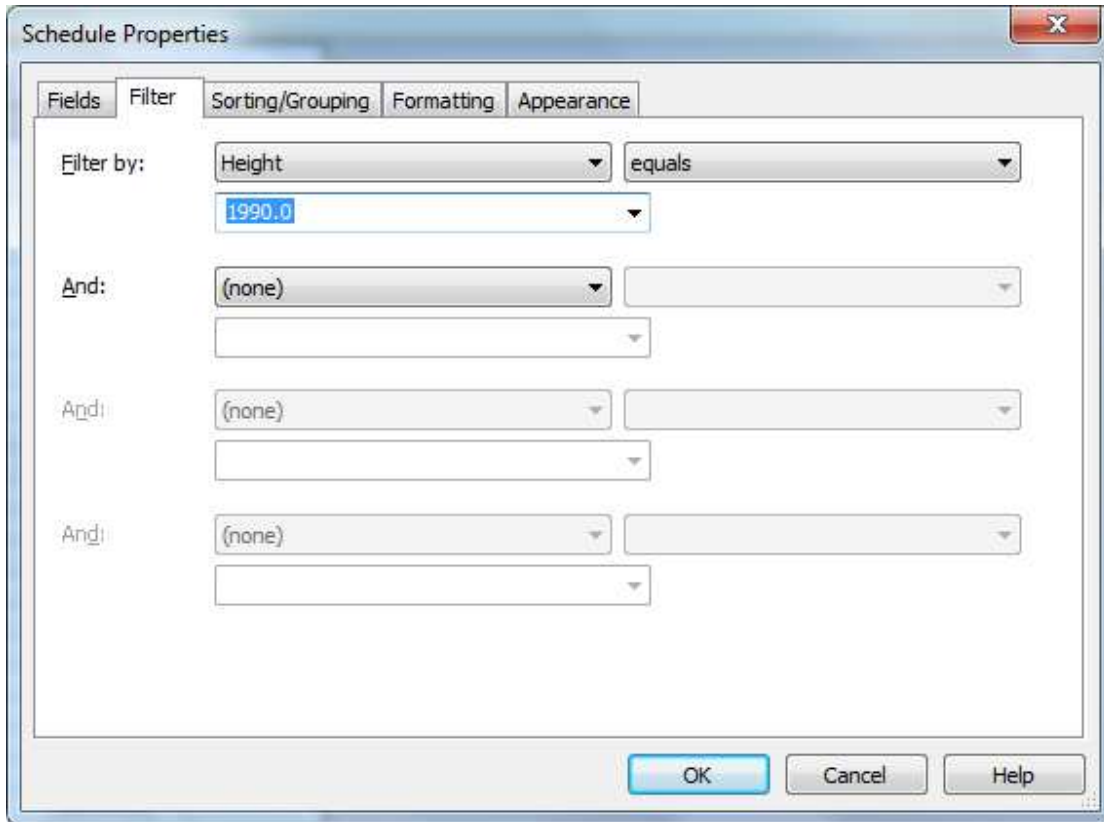 Schedule Properties
Fields Filter Sorting/Grouping Formatting Appearance
Filter by: Height equals
1990.0
And: (none)
And: (none)
And: (none)
OK Cancel Help